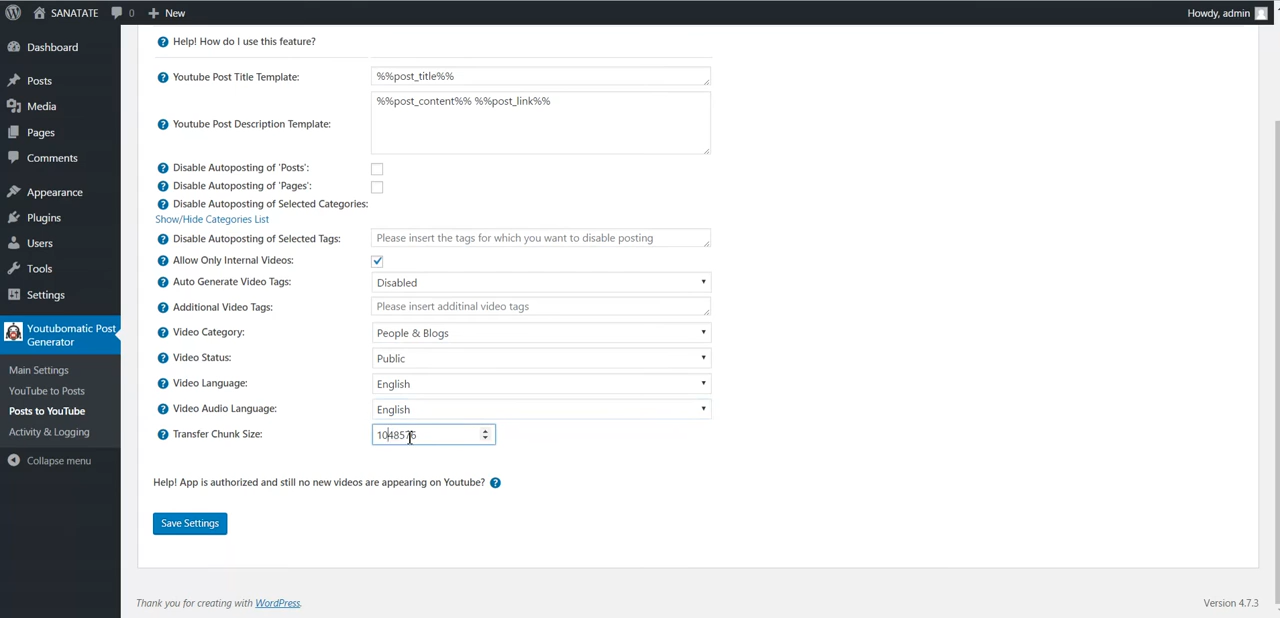 SANATATE
0
New
Howdy, admin
Dashboard
Posts
Media
Pages
Comments
Appearance
Plugins
Users
Tools
Settings
Youtubomatic Post
Generator
Main Settings
YouTube to Posts
Posts to YouTube
Activity & Logging
Collapse menu
Help! How do I use this feature?
Youtube Post Title Template:
%%post_title%%
Youtube Post Description Template:
%%post_content%% %%post_link%%
Disable Autoposting of 'Posts':
Disable Autoposting of 'Pages':
Disable Autoposting of Selected Categories:
Show/Hide Categories List
Disable Autoposting of Selected Tags:
Please insert the tags for which you want to disable posting
Allow Only Internal Videos:
Auto Generate Video Tags:
Disabled
Additional Video Tags:
Please insert additinal video tags
Video Category:
People & Blogs
Video Status:
Public
Video Language:
English
Video Audio Language:
English
Transfer Chunk Size:
1048576
Help! App is authorized and still no new videos are appearing on Youtube?
Save Settings
Thank you for creating with WordPress.
Version 4.7.3